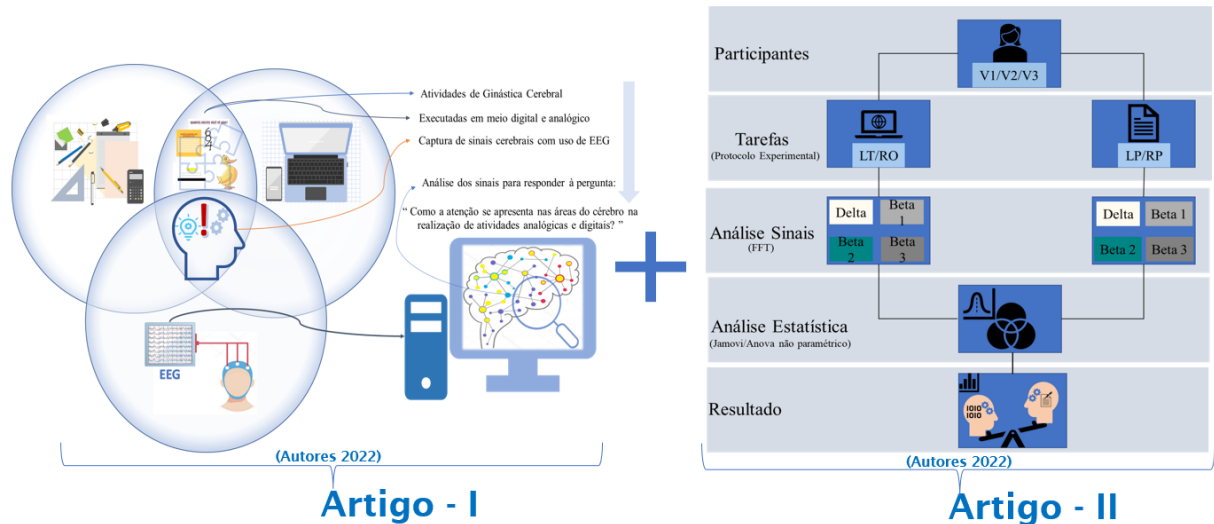 Atividades de Ginástica Cerebral
Executadas em meio digital e analógico
Captura de sinais cerebrais com uso de EEG
Análise dos sinais para responder à pergunta:
“ Como a atenção se apresenta nas áreas do cérebro na
realização de atividades analógicas e digitais? ”
EEG
(Autores 2022)
Artigo - I
Participantes
V1/V2/V3
Tarefas
(Protocolo Experimental)
LT/RO
LP/RP
Análise Sinais
(FFT)
Delta
Beta
1
Beta
2
Beta
3
Delta
Beta 1
Beta 2
Beta 3
Análise Estatística
(Jamovi/Anova não paramétrico)
Resultado
1010
1010
(Autores 2022)
Artigo - II